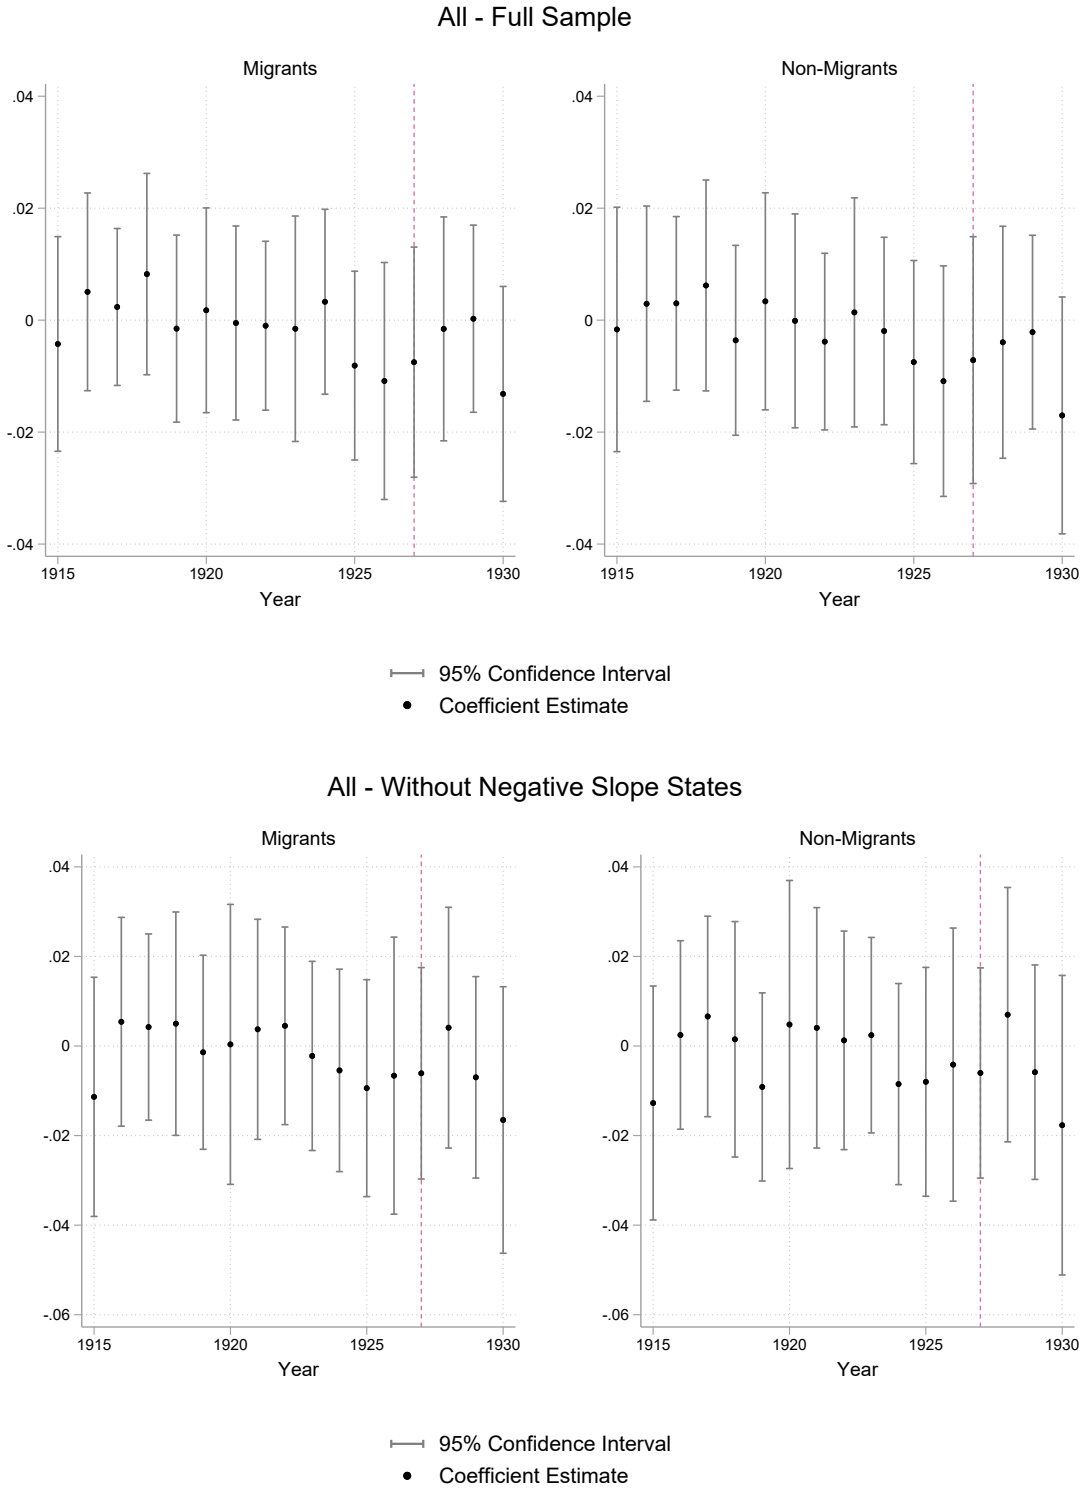 All - Full Sample
Migrants
.04
.02
0
-.02
-.04
1915 1920 1925 1930
Year
Non-Migrants
.04
.02
0
-.02
-.04
1915 1920 1925 1930
Year
95% Confidence Interval
Coefficient Estimate
All - Without Negative Slope States
Migrants
.04
.02
0
-.02
-.04
-.06
1915 1920 1925 1930
Year
Non-Migrants
.04
.02
0
-.02
-.04
-.06
1915 1920 1925 1930
Year
95% Confidence Interval
Coefficient Estimate